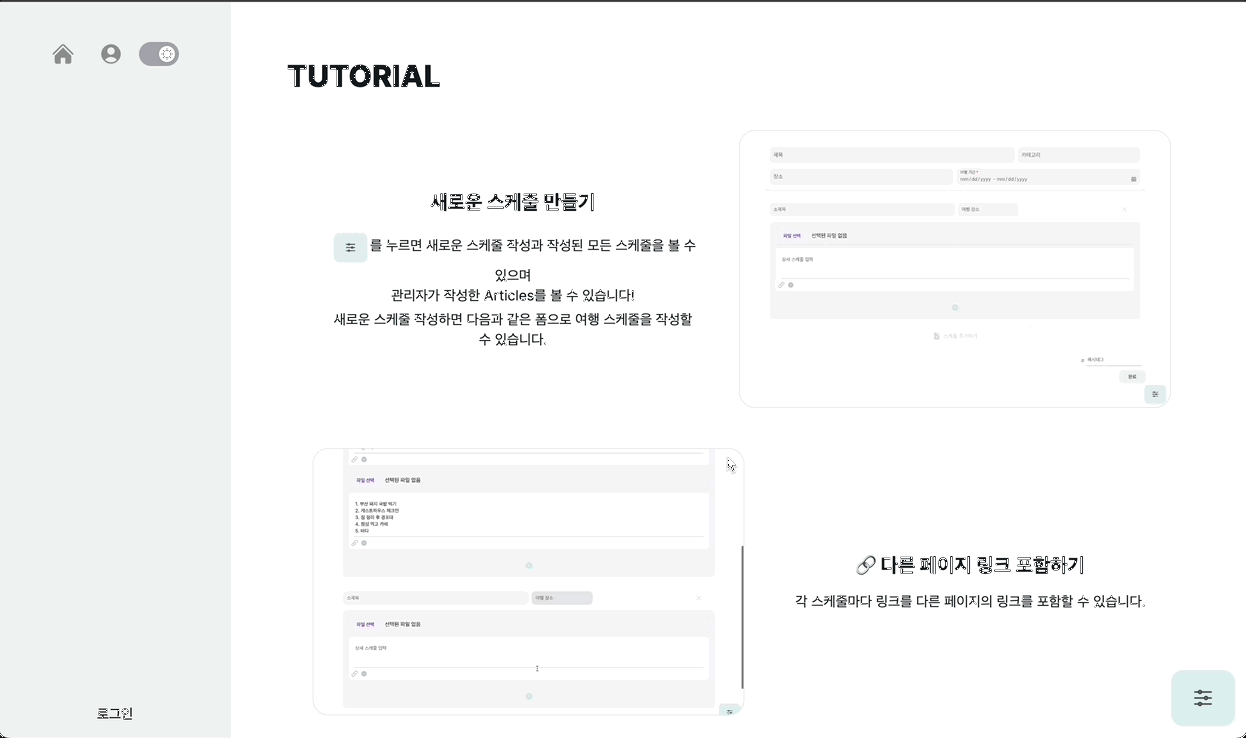 TUTORIAL
새로운 스케줄 만들기
를 누르면 새로운 스케줄 작성과 작성된 모든 스케줄을 볼 수
있으며
관리자가 작성한 Articles를 볼 수 있습니다!
새로운 스케줄 작성하면 다음과 같은 폼으로 여행 스케줄을 작성할
수 있습니다.
제목
카테고리
장소
여행 기간 *
mm/dd/yyyy – mm/dd/yyyy
소제목
여행 장소
파일 선택 선택된 파일 없음
상세 스케줄 입력
스케줄 추가하기
# 해시태그
완료
파일 선택 선택된 파일 없음
1. 부산 돼지 국밥 먹기
2. 게스트하우스 체크인
3. 짐 정리 후 광안대
4. 점심 먹고 카페
5. 바다
소제목
여행 장소
파일 선택 선택된 파일 없음
상세 스케줄 입력
다른 페이지 링크 포함하기
각 스케줄마다 링크를 다른 페이지의 링크를 포함할 수 있습니다.
로그인